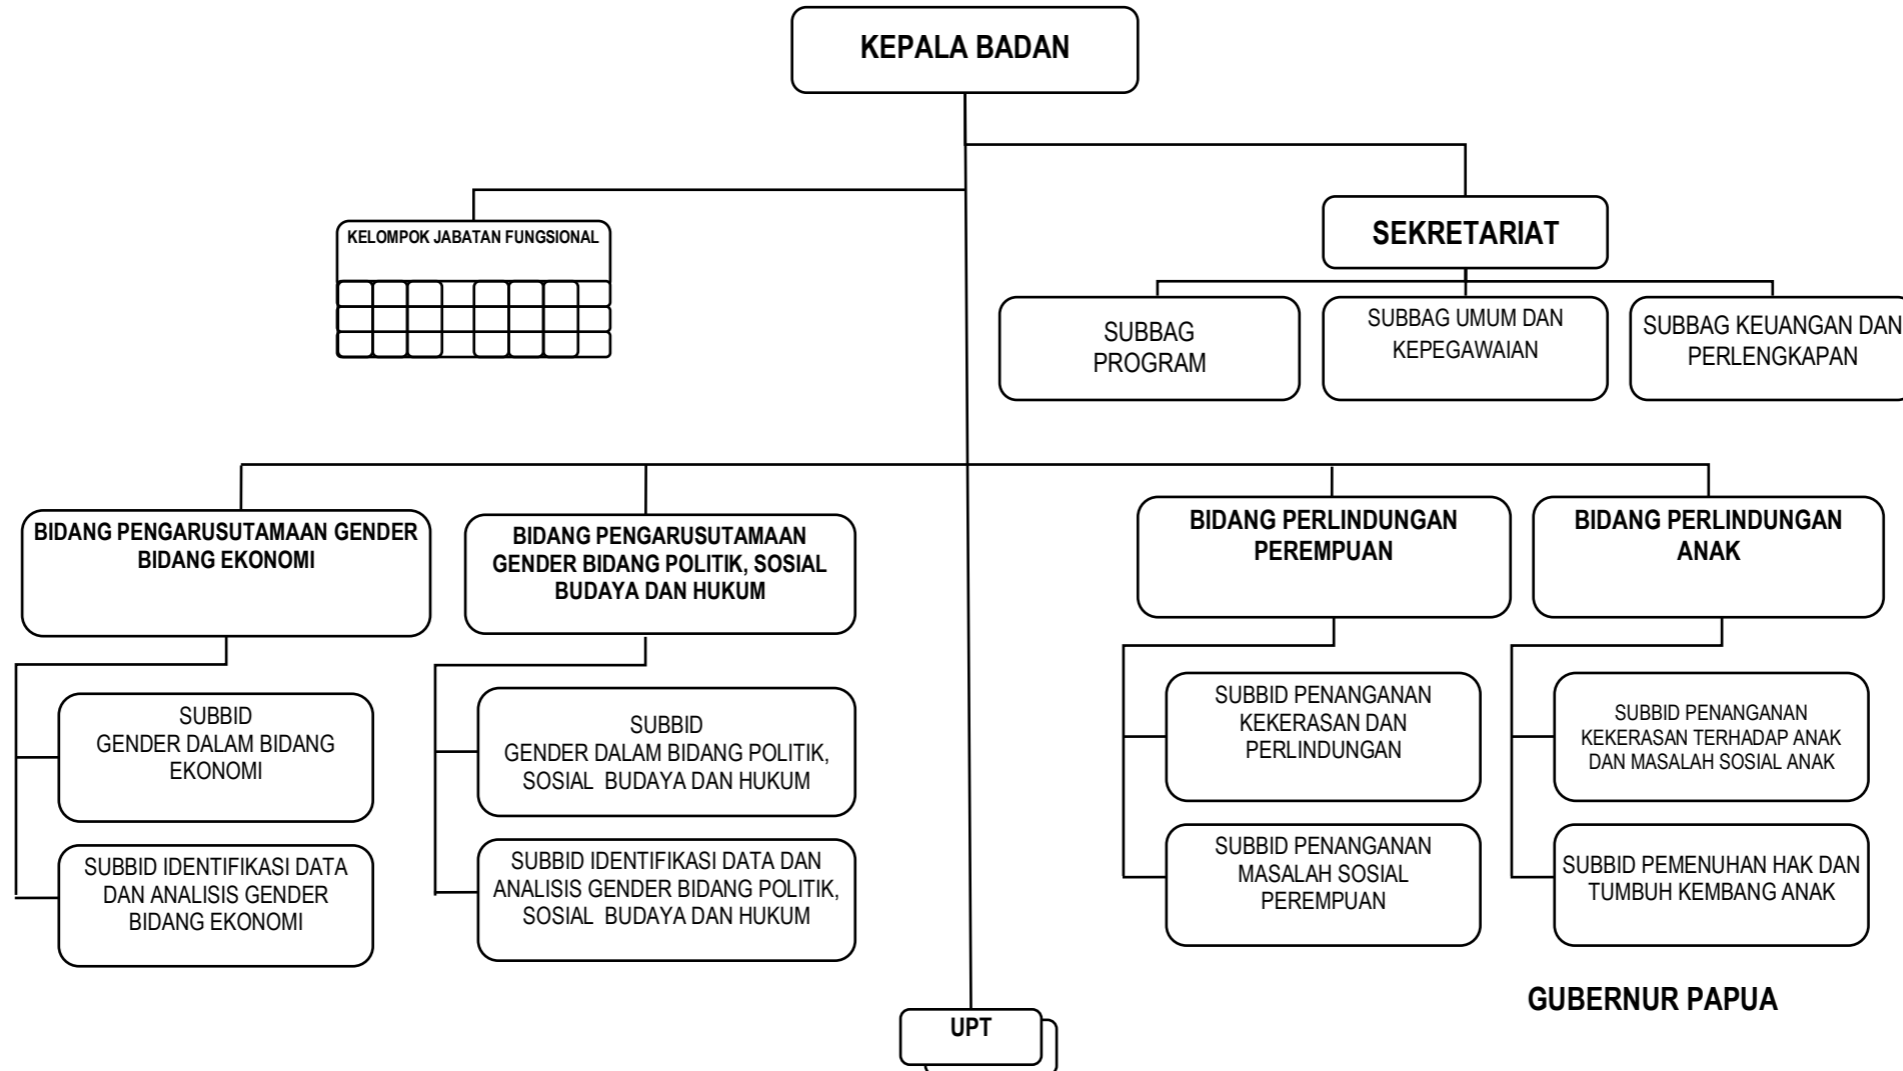 KEPALA BADAN
KELOMPOK JABATAN FUNGSIONAL
SEKRETARIAT
SUBBAG
PROGRAM
SUBBAG UMUM DAN
KEPEGAWAIAN
SUBBAG KEUANGAN DAN
PERLENGKAPAN
BIDANG PENGARUSUTAMAAN GENDER
BIDANG EKONOMI
BIDANG PENGARUSUTAMAAN
GENDER BIDANG POLITIK, SOSIAL
BUDAYA DAN HUKUM
BIDANG PERLINDUNGAN
PEREMPUAN
BIDANG PERLINDUNGAN
ANAK
SUBBID
GENDER DALAM BIDANG
EKONOMI
SUBBID
GENDER DALAM BIDANG POLITIK,
SOSIAL BUDAYA DAN HUKUM
SUBBID PENANGANAN
KEKERASAN DAN
PERLINDUNGAN
SUBBID PENANGANAN
KEKERASAN TERHADAP ANAK
DAN MASALAH SOSIAL ANAK
SUBBID IDENTIFIKASI DATA
DAN ANALISIS GENDER
BIDANG EKONOMI
SUBBID IDENTIFIKASI DATA DAN
ANALISIS GENDER BIDANG POLITIK,
SOSIAL BUDAYA DAN HUKUM
SUBBID PENANGANAN
MASALAH SOSIAL
PEREMPUAN
SUBBID PEMENUHAN HAK DAN
TUMBUH KEMBANG ANAK
GUBERNUR PAPUA
UPT